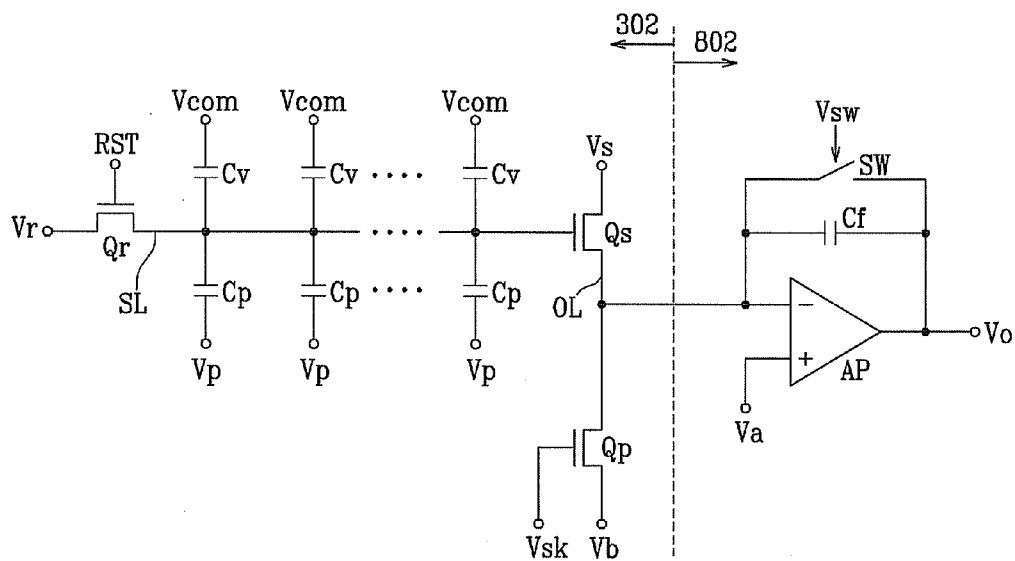 302
802
Vcom Vcom Vcom
Vsw
RST
Vs
SW
Cv Cv .... Cv
Cf
Vr
Qr
....
Qs
SL
Cp Cp .... Cp
OL
−
Vo
+
AP
Vp Vp Vp
Va
Qp
Vsk Vb